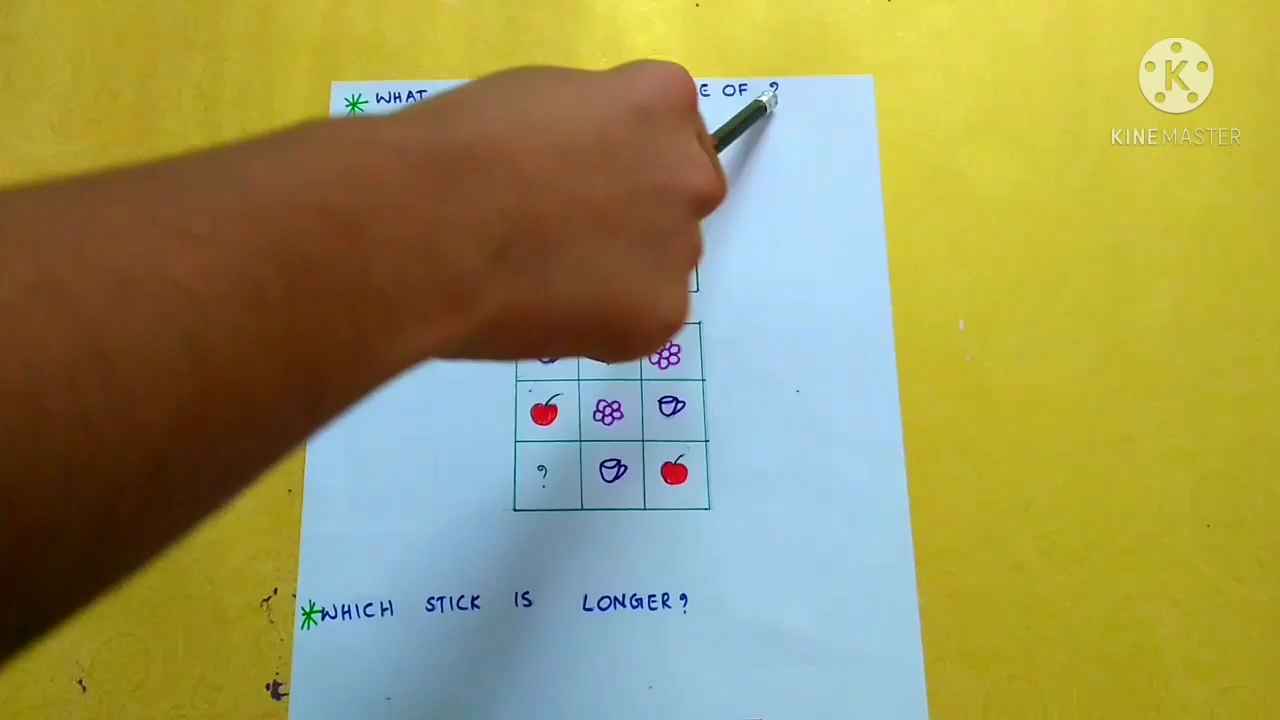 WHAT OF ?
K
KINEMASTER
?
WHICH STICK IS LONGER?